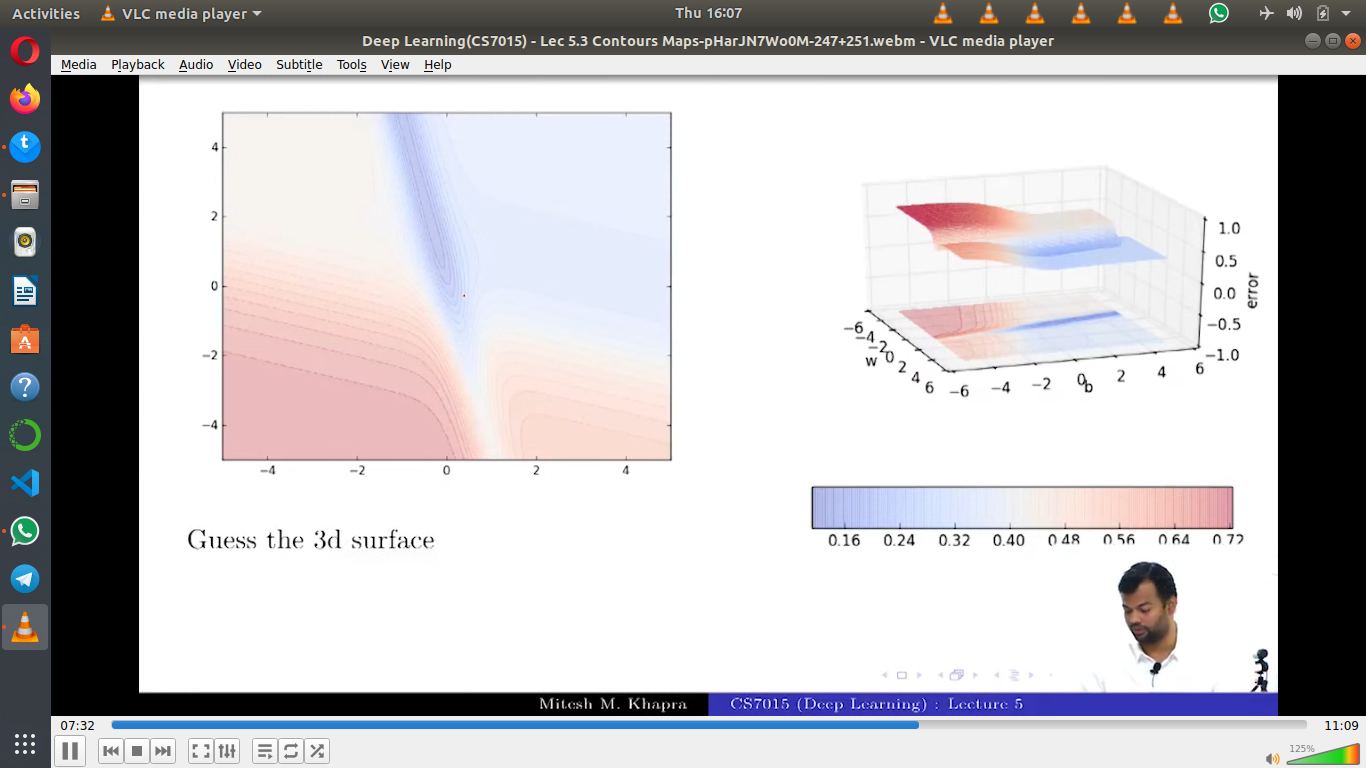 Activities VLC media player Thu 16:07
Deep Learning(CS7015) - Lec 5.3 Contours Maps-pHarJN7Wo0M-247+251.webm - VLC media player
Media Playback Audio Video Subtitle Tools View Help
4
2
0
−2
−4
−4 −2 0 2 4
1.0
0.5
0.0
−0.5
−1.0
error
−6
−4
−2
0
2
4
6
w
−6 −4 −2 0 2 4 6
b
0.16 0.24 0.32 0.40 0.48 0.56 0.64 0.72
Guess the 3d surface
Mitesh M. Khapra CS7015 (Deep Learning) : Lecture 5
07:32 11:09
125%